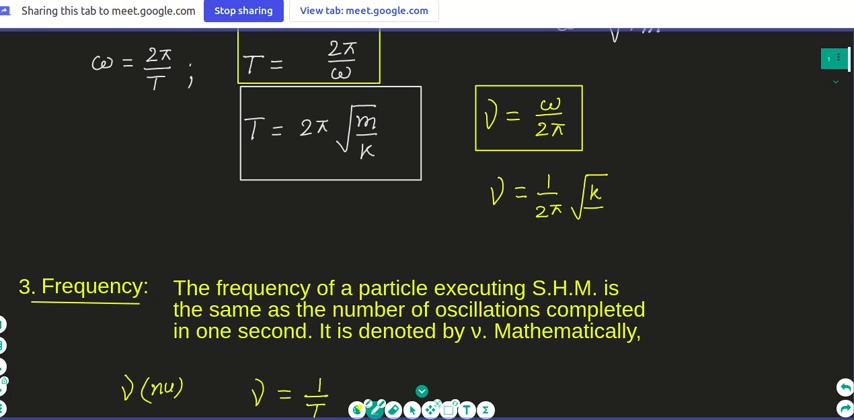 Sharing this tab to meet.google.com
Stop sharing
View tab: meet.google.com
ω = 2π/T ;
T = 2π/ω
T = 2π √(m/k)
ν = ω/2π
ν = 1/2π √k
3. Frequency: The frequency of a particle executing S.H.M. is
the same as the number of oscillations completed
in one second. It is denoted by ν. Mathematically,
ν (nu)
ν = 1/T